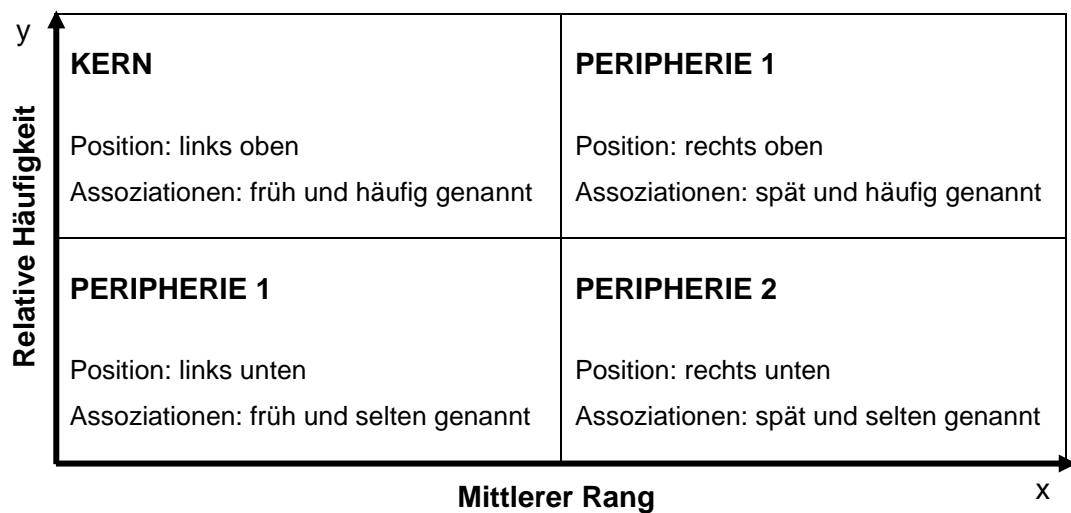 y
Relative Häufigkeit
KERN
Position: links oben
Assoziationen: früh und häufig genannt
PERIPHERIE 1
Position: rechts oben
Assoziationen: spät und häufig genannt
PERIPHERIE 1
Position: links unten
Assoziationen: früh und selten genannt
PERIPHERIE 2
Position: rechts unten
Assoziationen: spät und selten genannt
Mittlerer Rang
x